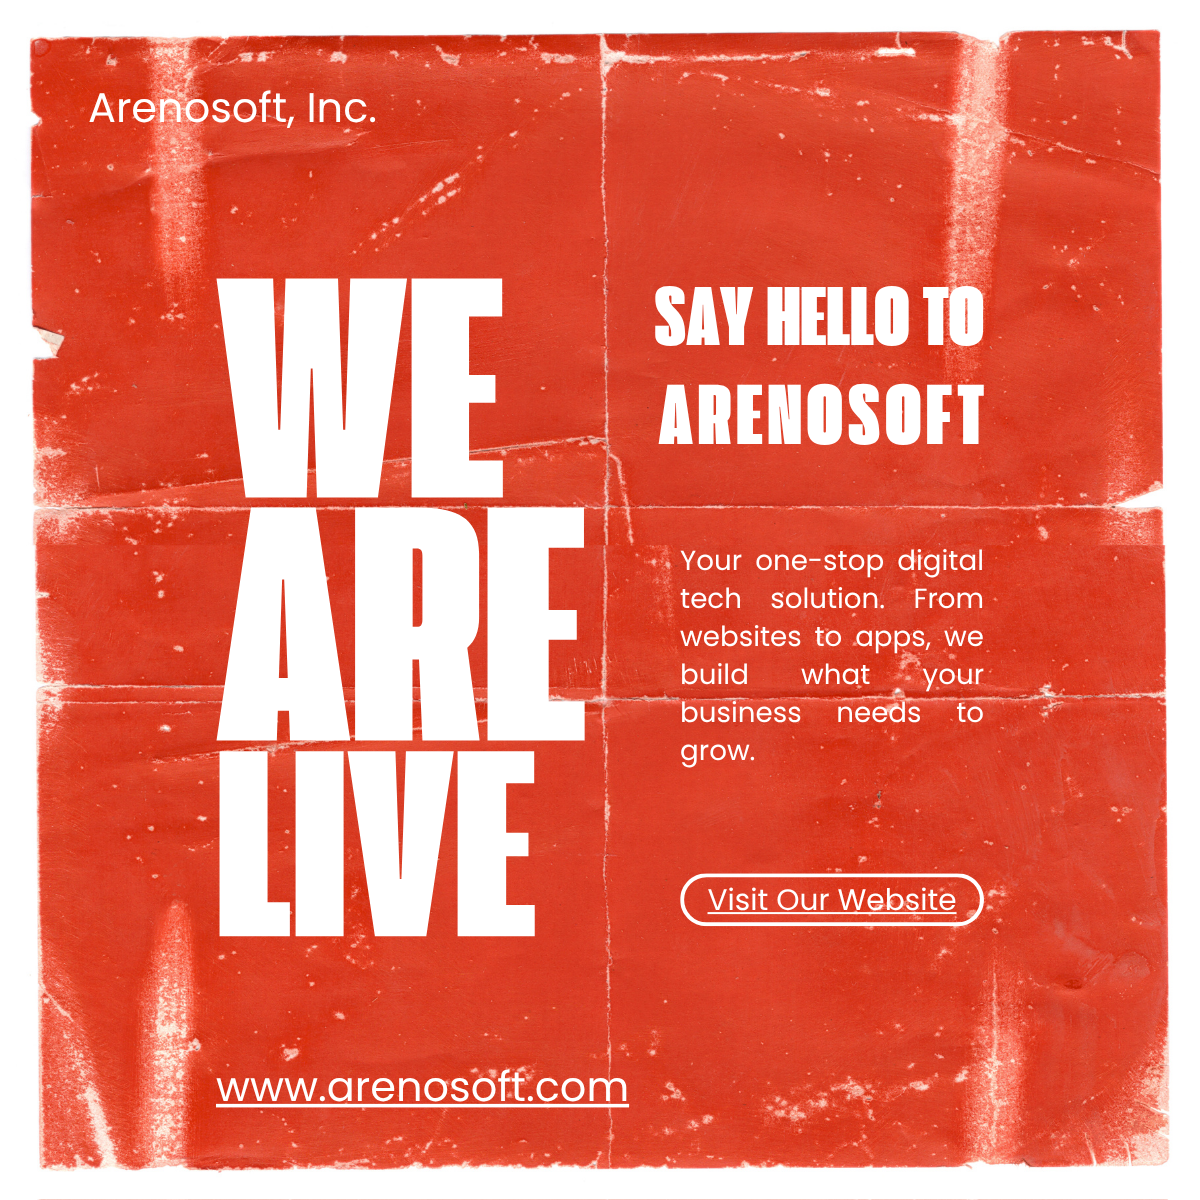 Arenosoft, Inc.
WE
ARE
LIVE
SAY HELLO TO
ARENOSOFT
Your one-stop digital
tech solution. From
websites to apps, we
build what your
business needs to
grow.
Visit Our Website
www.arenosoft.com